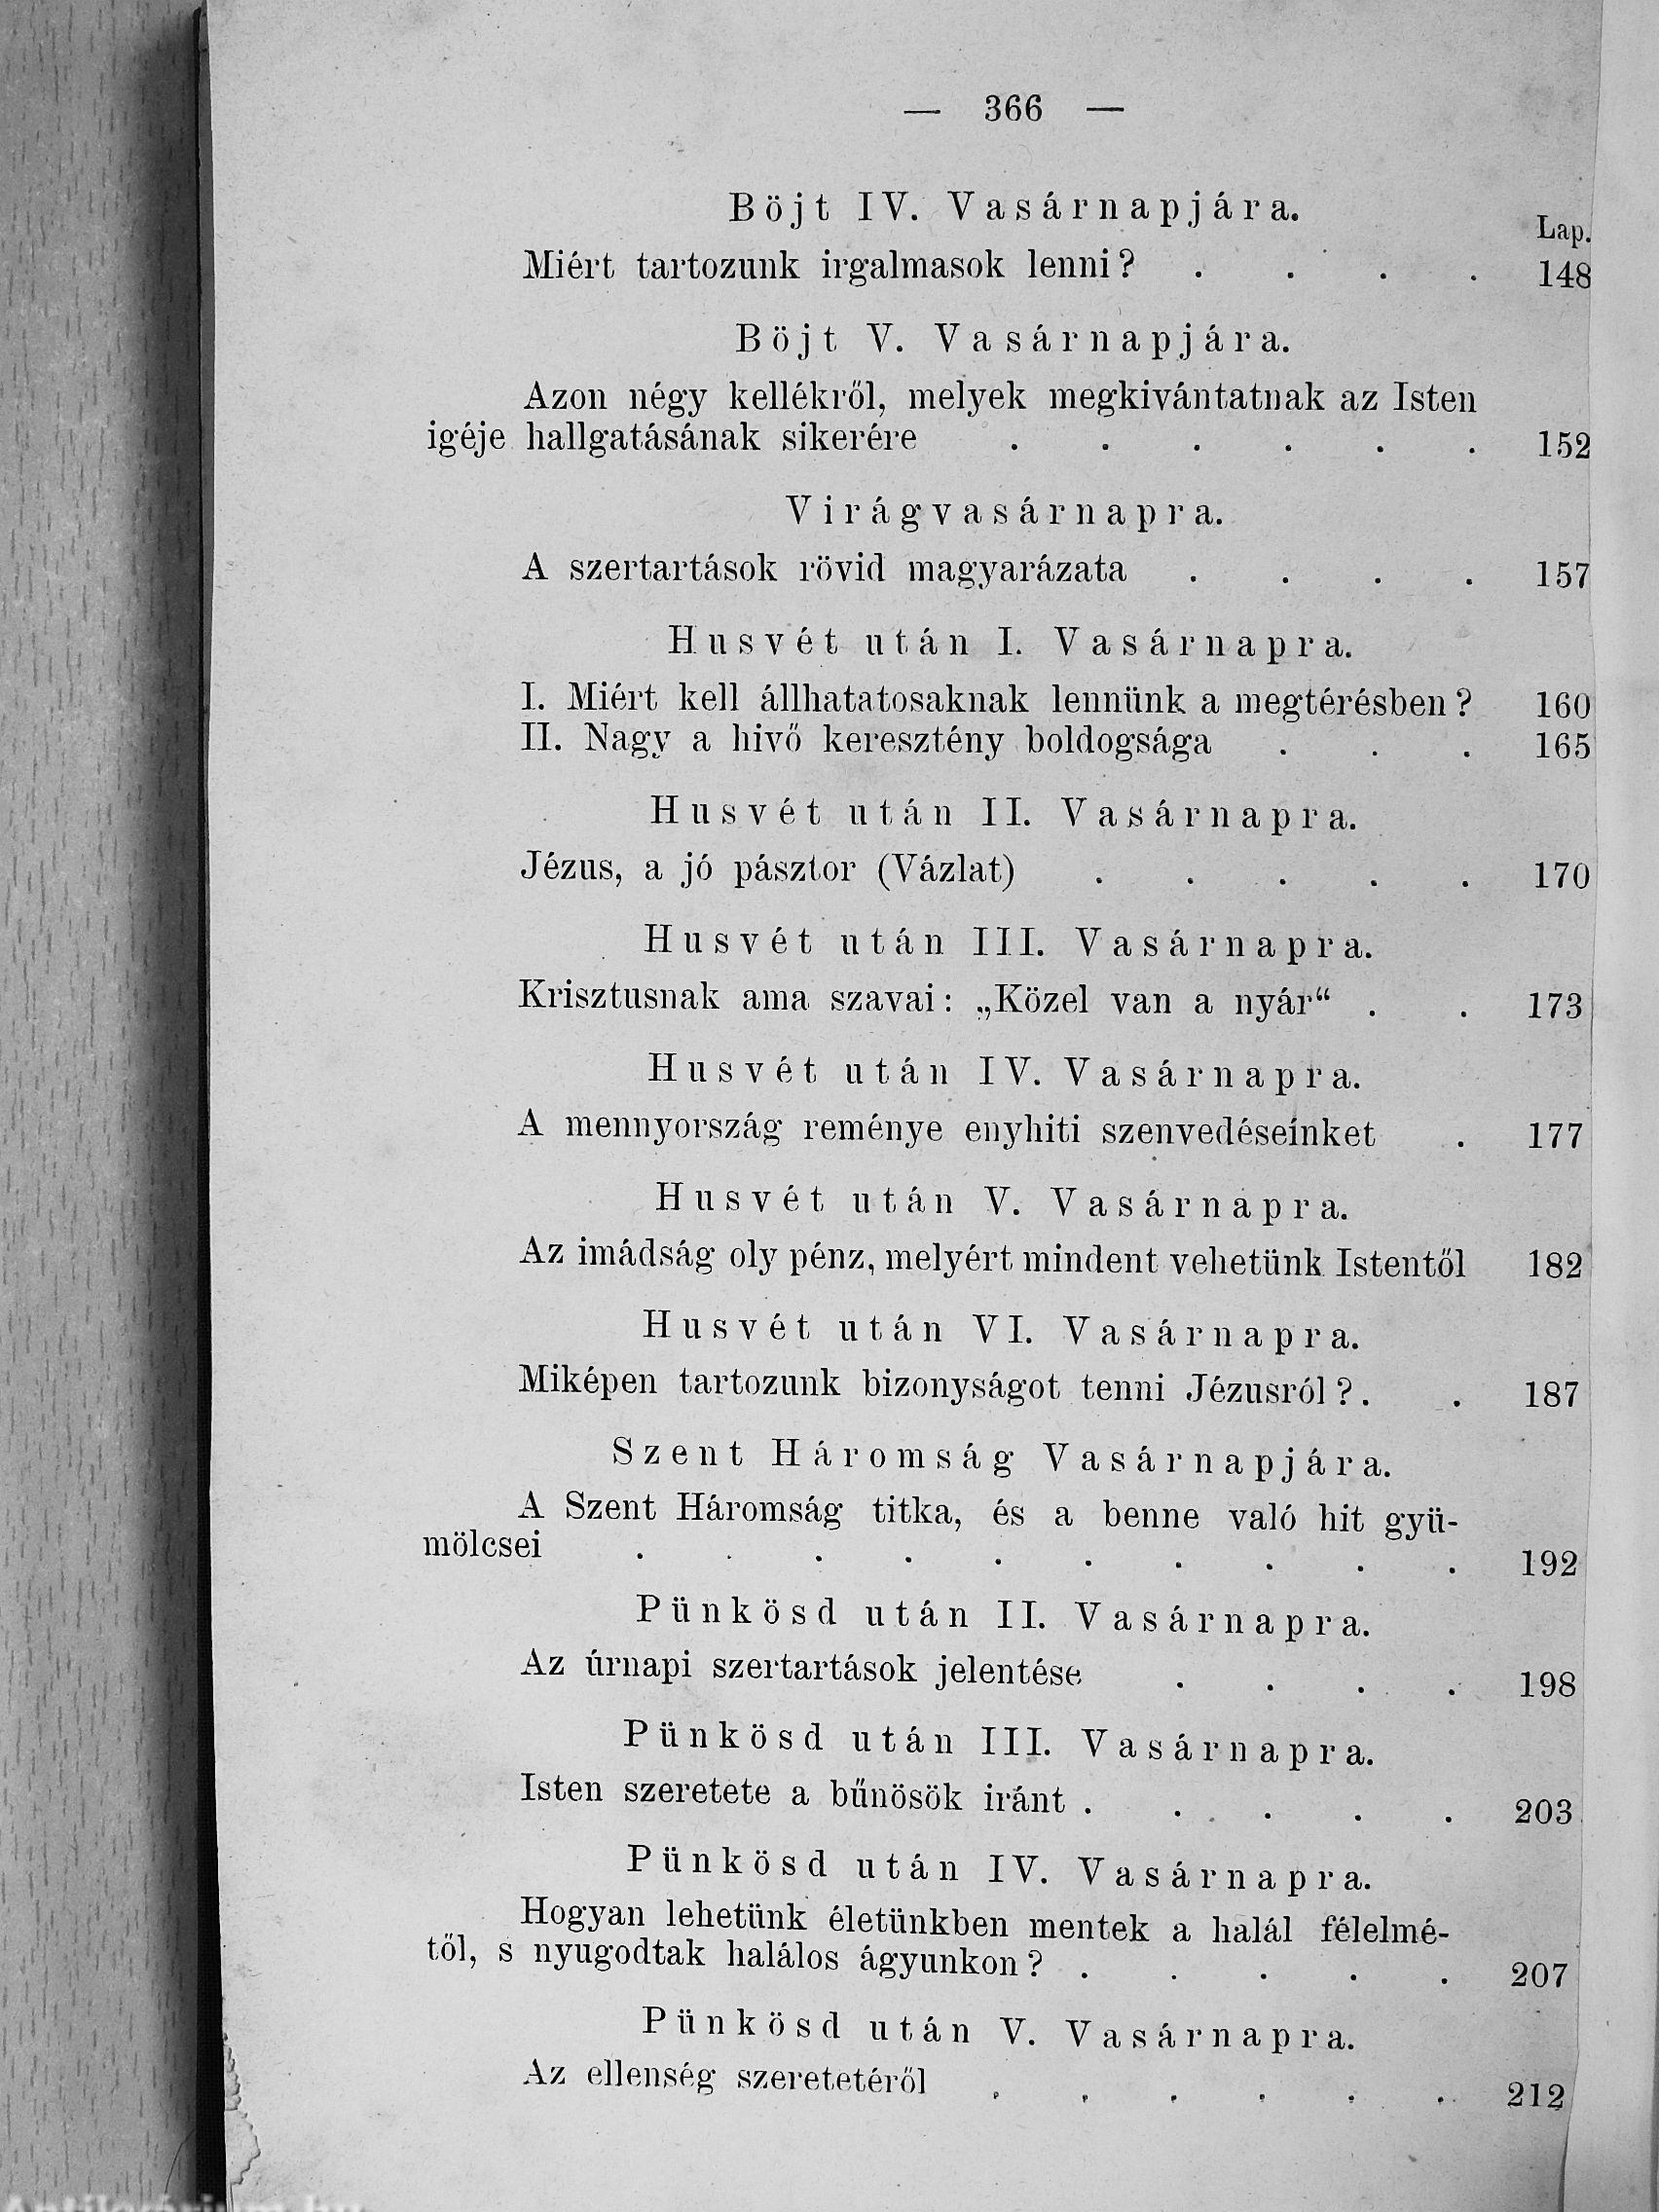 — 366 —
Böjt IV. Vasárnapjára.
Lap.
Miért tartozunk irgalmasok lenni? . . . . 148
Böjt V. Vasárnapjára.
Azon négy kellékről, melyek megkivántatnak az Isten
igéje hallgatásának sikerére . . . . . . 152
Virágvasárnapra.
A szertartások rövid magyarázata . . . . 157
Husvét után I. Vasárnapra.
I. Miért kell állhatatosaknak lennünk a megtérésben? 160
II. Nagy a hivő keresztény boldogsága . . . 165
Husvét után II. Vasárnapra.
Jézus, a jó pásztor (Vázlat) . . . . . 170
Husvét után III. Vasárnapra.
Krisztusnak ama szavai: „Közel van a nyár“ . . 173
Husvét után IV. Vasárnapra.
A mennyország reménye enyhiti szenvedéseinket . 177
Husvét után V. Vasárnapra.
Az imádság oly pénz, melyért mindent vehetünk Istentől 182
Husvét után VI. Vasárnapra.
Miképen tartozunk bizonyságot tenni Jézusról?. . 187
Szent Háromság Vasárnapjára.
A Szent Háromság titka, és a benne való hit gyü-
mölcsei . . . . . . . . . . 192
Pünkösd után II. Vasárnapra.
Az úrnapi szertartások jelentése . . . . 198
Pünkösd után III. Vasárnapra.
Isten szeretete a bűnösök iránt . . . . . 203
Pünkösd után IV. Vasárnapra.
Hogyan lehetünk életünkben mentek a halál félelmé-
től, s nyugodtak halálos ágyunkon? . . . . . 207
Pünkösd után V. Vasárnapra.
Az ellenség szeretetéről . . . . . . 212